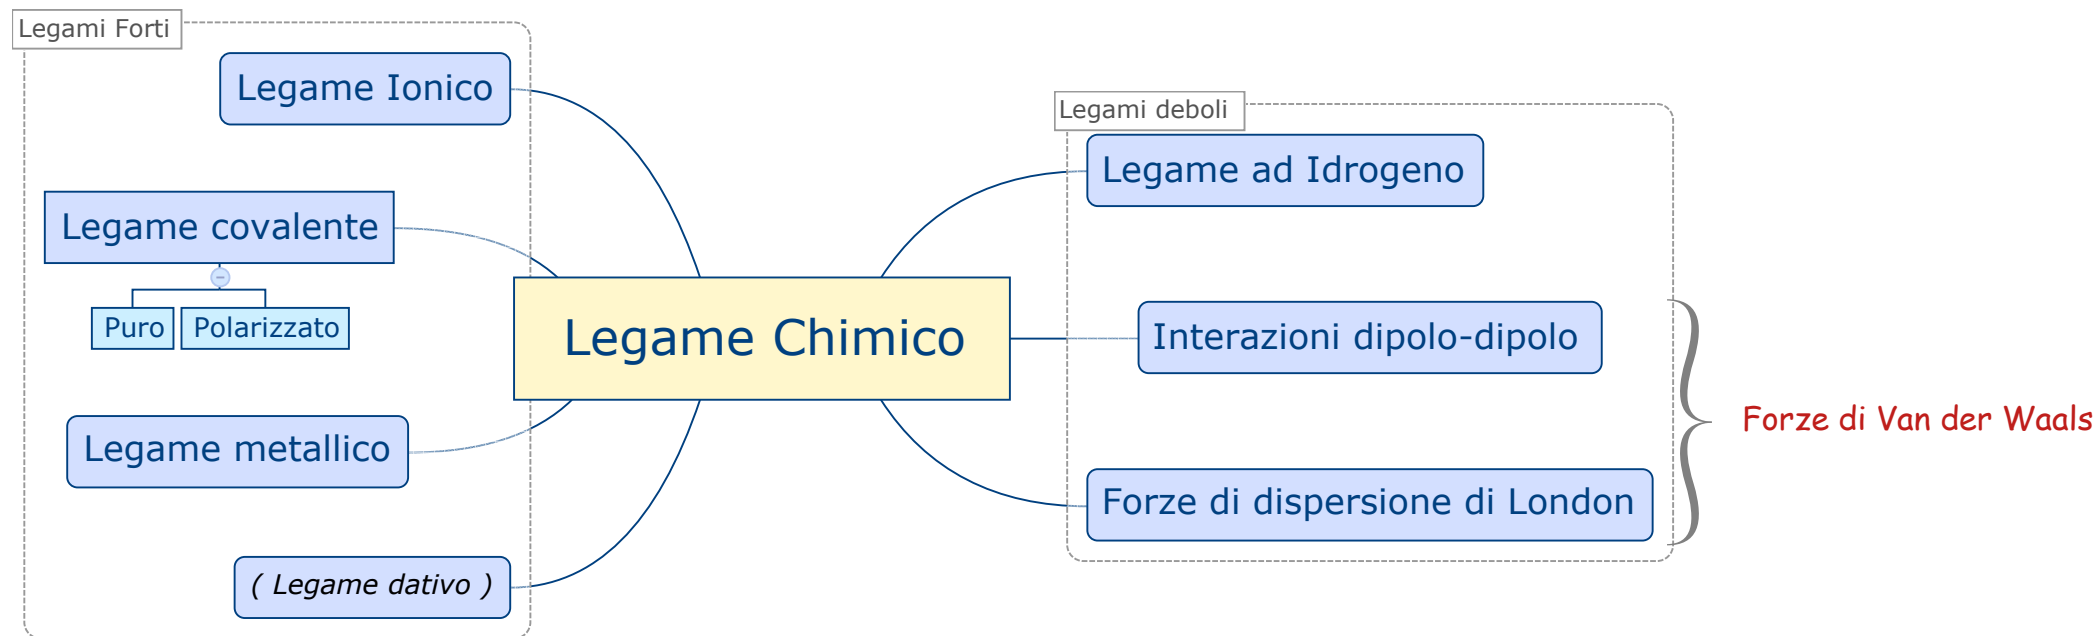 Legami Forti
Legame Ionico
Legame covalente
Puro
Polarizzato
Legame metallico
( Legame dativo )
Legame Chimico
Legami deboli
Legame ad Idrogeno
Interazioni dipolo-dipolo
Forze di dispersione di London
Forze di Van der Waals